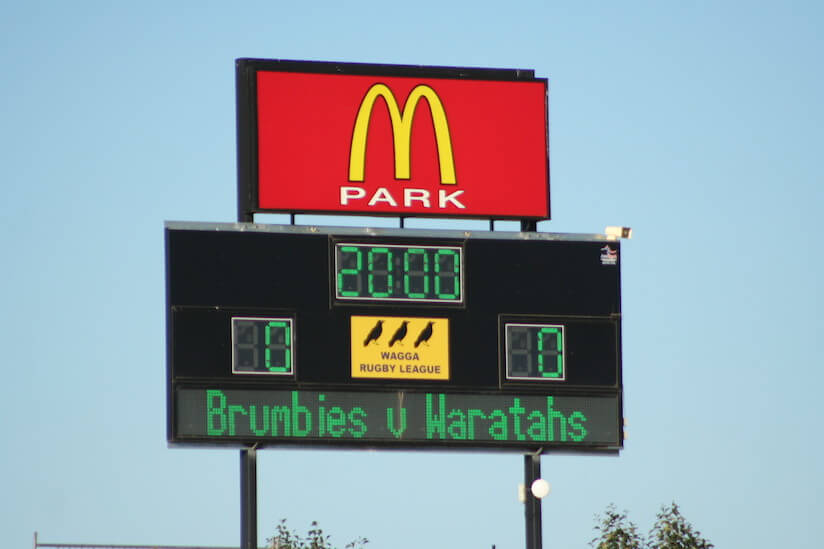 M
PARK
20:00
0
0
WAGGA
RUGBY LEAGUE
Brumbies v Waratahs